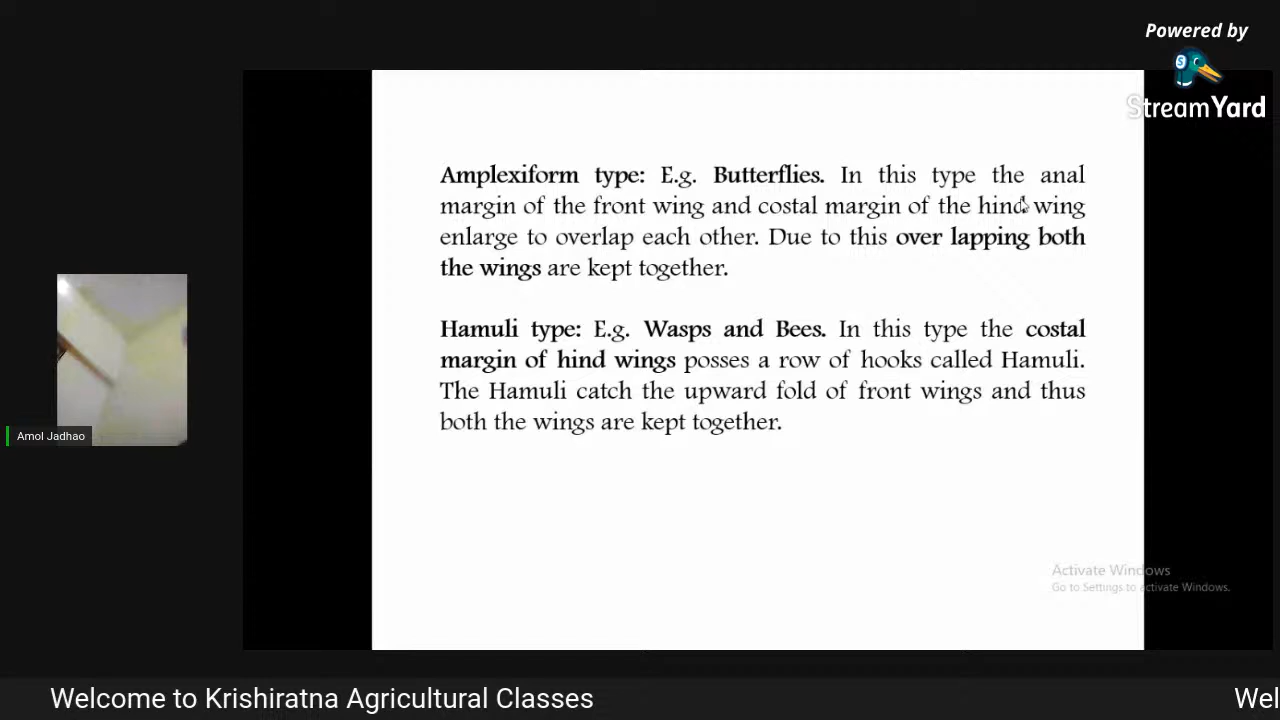 Powered by
StreamYard
Amplexiform type: E.g. Butterflies. In this type the anal
margin of the front wing and costal margin of the hind wing
enlarge to overlap each other. Due to this over lapping both
the wings are kept together.
Hamuli type: E.g. Wasps and Bees. In this type the costal
margin of hind wings posses a row of hooks called Hamuli.
The Hamuli catch the upward fold of front wings and thus
both the wings are kept together.
Amol Jadhao
Activate Windows
Go to Settings to activate Windows.
Welcome to Krishiratna Agricultural Classes
Wel